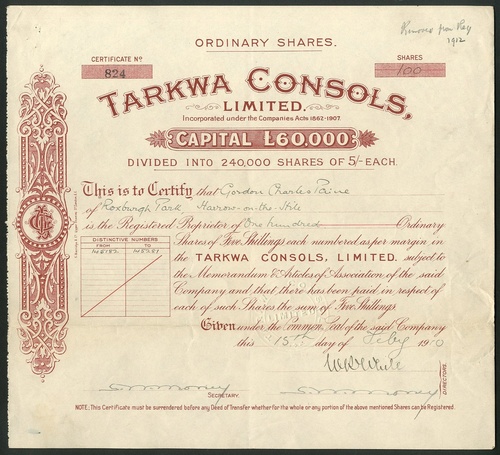 1912
ORDINARY SHARES.
CERTIFICATE No
824
SHARES
100
TARKWA CONSOLS,
LIMITED.
Incorporated under the Companies Acts 1862-1907.
CAPITAL £60,000
DIVIDED INTO 240,000 SHARES OF 5/- EACH.
This is to Certify that Gordon Charles Paine
of Roxburgh Park Harrow-on-the-Hill
is the Registered Proprietor of One hundred Ordinary
DISTINCTIVE NUMBERS
FROM TO
Shares of Five Shillings each numbered as per margin, in
the TARKWA CONSOLS, LIMITED. subject to
the Memorandum & Articles of Association of the said
Company and that there has been paid in respect of
each of such Shares the sum of Five Shillings
Given under the Common Seal of the said Company
this 15th day of Feby 1910
DIRECTORS.
SECRETARY.
NOTE; This Certificate must be surrendered before any Deed of Transfer whether for the whole or any portion of the above mentioned Shares can be Registered.